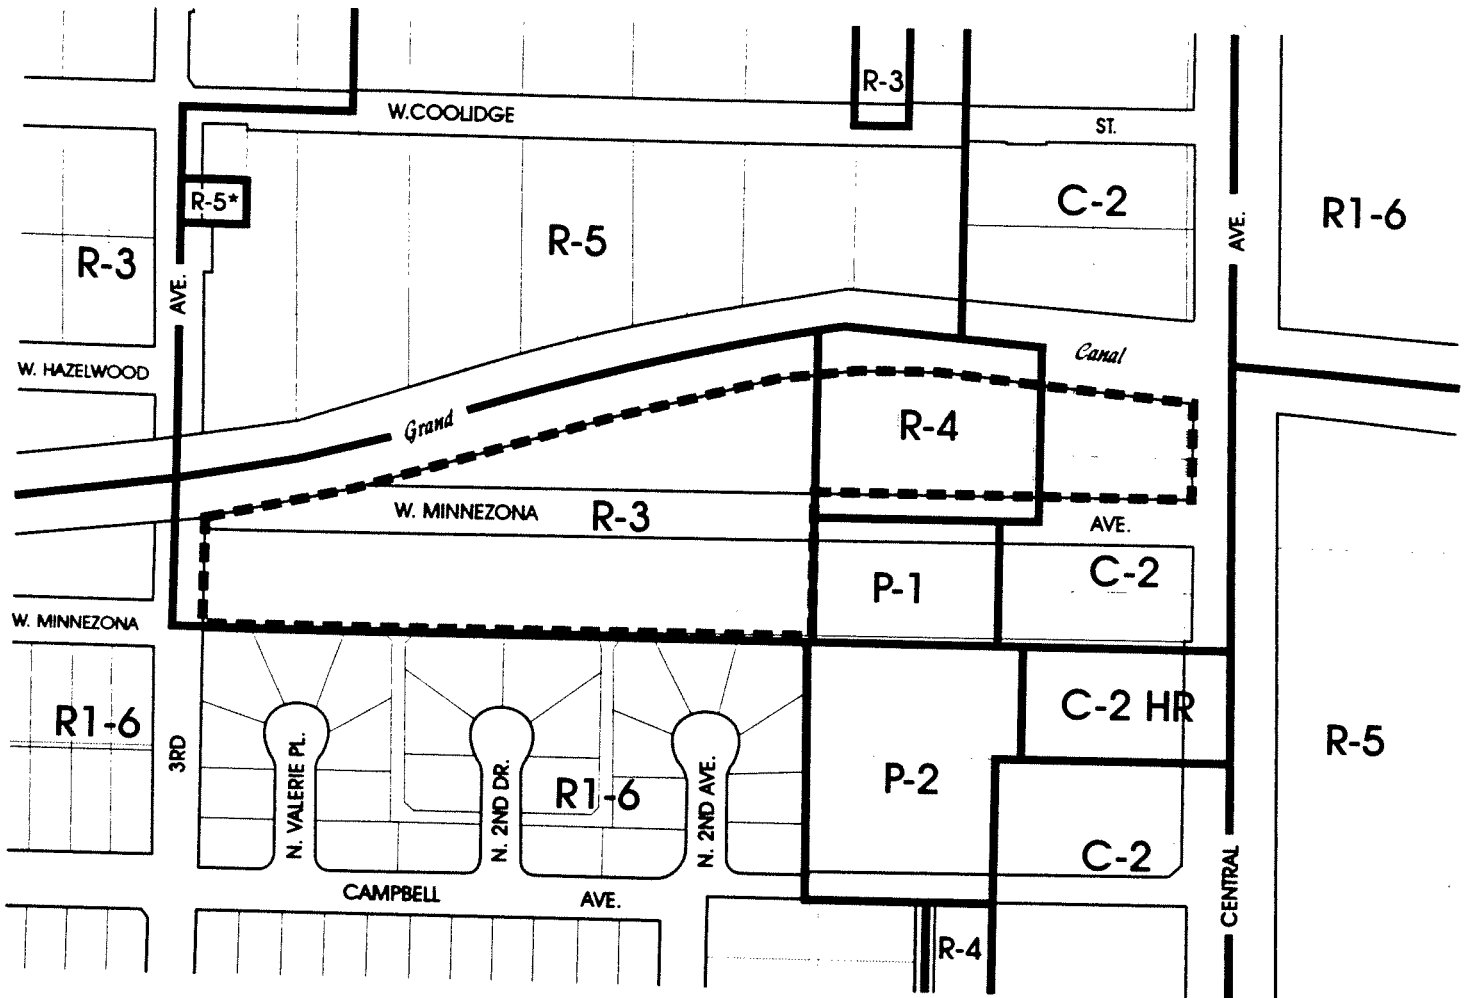 R-3
W. COOLIDGE
ST.
R-5*
C-2
R1-6
R-5
AVE.
R-3
AVE.
Canal
W. HAZELWOOD
Grand
R-4
W. MINNEZONA
R-3
AVE.
C-2
P-1
W. MINNEZONA
R1-6
C-2 HR
R-5
3RD
N. VALERIE PL.
N. 2ND DR.
R1-6
N. 2ND AVE.
P-2
C-2
CENTRAL
CAMPBELL
AVE.
R-4